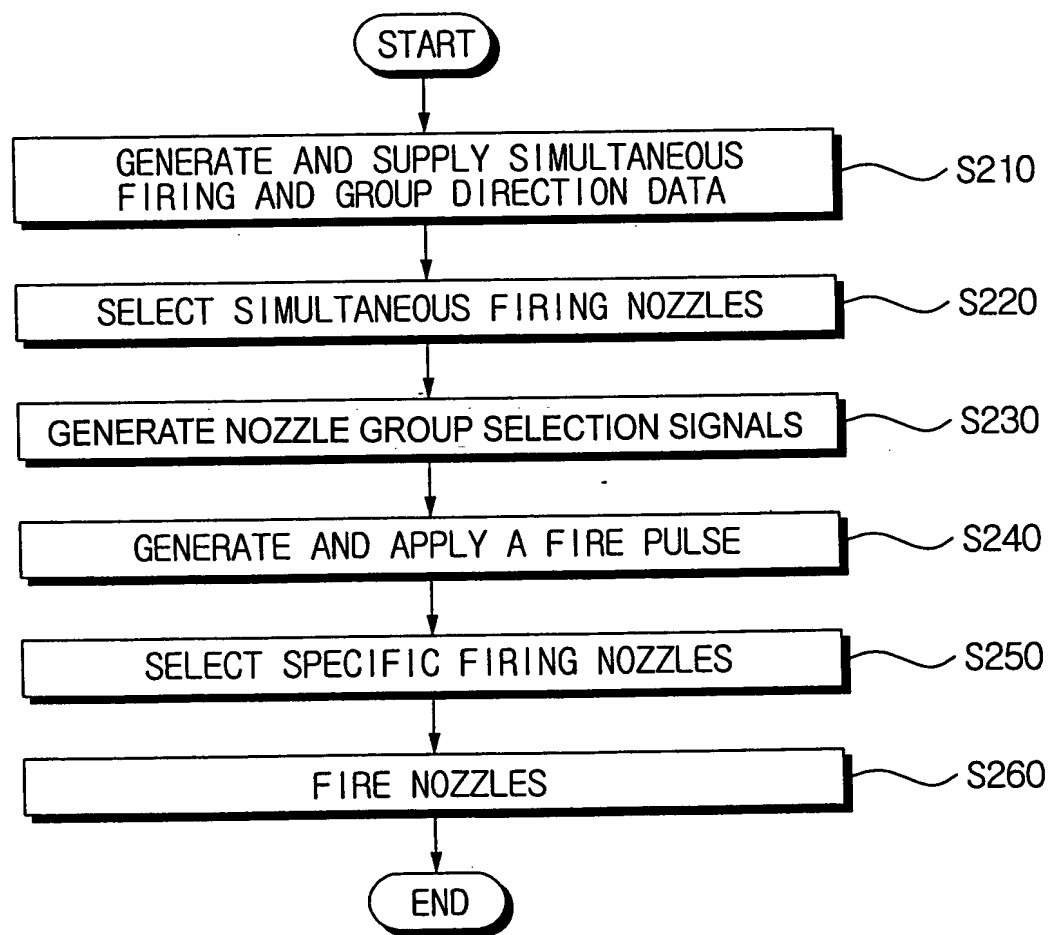 START
GENERATE AND SUPPLY SIMULTANEOUS
FIRING AND GROUP DIRECTION DATA
S210
SELECT SIMULTANEOUS FIRING NOZZLES
S220
GENERATE NOZZLE GROUP SELECTION SIGNALS
S230
GENERATE AND APPLY A FIRE PULSE
S240
SELECT SPECIFIC FIRING NOZZLES
S250
FIRE NOZZLES
S260
END